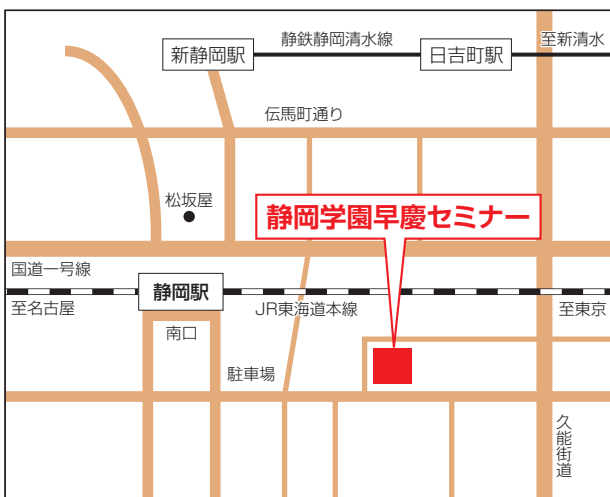 静鉄静岡清水線
新静岡駅
日吉町駅
至新清水
伝馬町通り
松坂屋
静岡学園早慶セミナー
国道一号線
静岡駅
至名古屋
JR東海道本線
至東京
南口
駐車場
久能街道